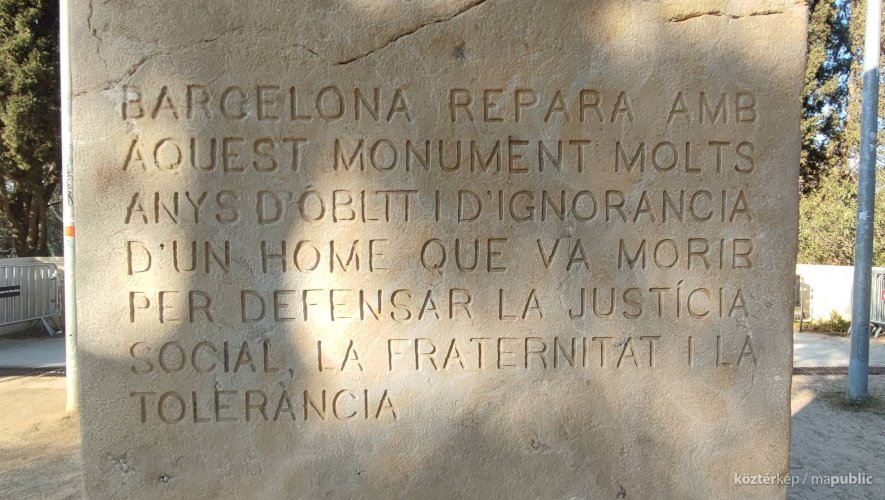 BARCELONA REPARA AMB
AQUEST MONUMENT MOLTS
ANYS D'OBLIT I D'IGNORANCIA
D'UN HOME QUE VA MORIR
PER DEFENSAR LA JUSTÍCIA
SOCIAL, LA FRATERNITAT I LA
TOLERÀNCIA
köztérkép / mapublic